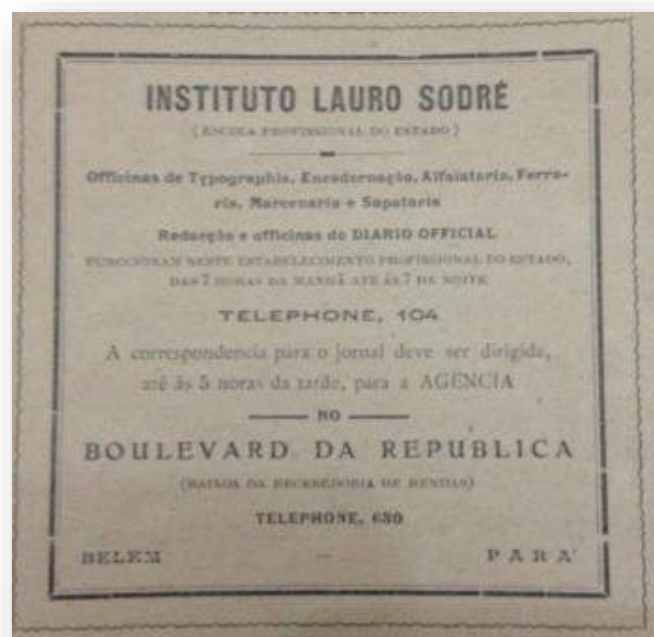 INSTITUTO LAURO SODRÉ
( ESCOLA PROFISSIONAL DO ESTADO )
Officinas de Typographia, Encadernação, Alfaiataria, Ferra-
ria, Marcenaria e Sapataria
Redacção e officinas do DIARIO OFFICIAL
FUNCCIONAM NESTE ESTABELECIMENTO PROFISSIONAL DO ESTADO,
DAS 7 HORAS DA MANHÃ ATÉ ÁS 7 DA NOITE
TELEPHONE, 104
A correspondencia para o jornal deve ser dirigida,
até ás 5 horas da tarde, para a AGENCIA
NO
BOULEVARD DA REPUBLICA
(BAIXOS DA RECEBEDORIA DE RENDAS)
TELEPHONE, 680
BELEM — PARA'